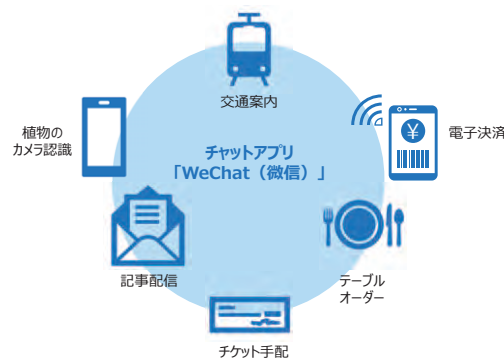 交通案内
植物の
カメラ認識
電子決済
チャットアプリ
「WeChat（微信）」
¥
記事配信
テーブル
オーダー
チケット手配